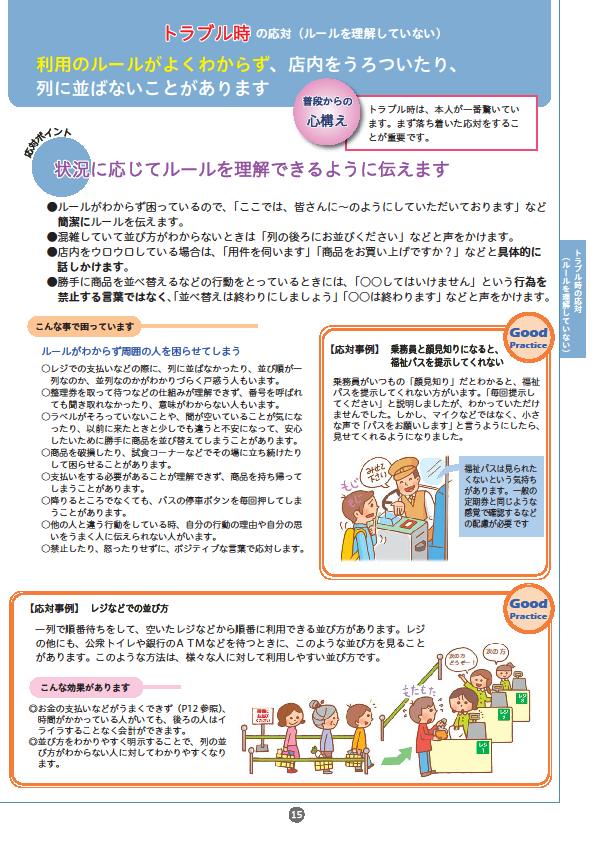 トラブル時 の応対（ルールを理解していない）
利用のルールがよくわからず、店内をうろついたり、
列に並ばないことがあります
普段からの
心構え
トラブル時は、本人が一番驚いてい
ます。まず落ち着いた応対をするこ
とが重要です。
応対ポイント
状況に応じてルールを理解できるように伝えます
●ルールがわからず困っているので、「ここでは、皆さんに〜のようにしていただいております」など
簡潔にルールを伝えます。
●混雑していて並び方がわからないときは「列の後ろにお並びください」などと声をかけます。
●店内をウロウロしている場合は、「用件を伺います」「商品をお買い上げですか？」などと具体的に
話しかけます。
●勝手に商品を並べ替えるなどの行動をとっているときには、「〇〇してはいけません」という行為を
禁止する言葉ではなく、「並べ替えは終わりにしましょう」「〇〇は終わります」などと声をかけます。
トラブル時の応対
（ルールを理解していない）
こんな事で困っています
ルールがわからず周囲の人を困らせてしまう
○レジでの支払いなどの際に、列に並ばなかったり、並び順が一
列なのか、並列なのかがわかりづらく戸惑う人もいます。
○整理券を取って待つなどの仕組みが理解できず、番号を呼ばれ
ても聞き取れなかったり、意味がわからない人もいます。
○ラベルがそろっていないことや、間が空いていることが気にな
ったり、以前に来たときと少しでも違うと不安になって、安心
したいために勝手に商品を並び替えてしまうことがあります。
○商品を破損したり、試食コーナーなどでその場に立ち続けたり
して困らせることがあります。
○支払いをする必要があることが理解できず、商品を持ち帰って
しまうことがあります。
○降りるところでなくても、バスの停車ボタンを毎回押してしま
うことがあります。
○他の人と違う行動をしている時、自分の行動の理由や自分の思
いをうまく人に伝えられない人がいます。
○禁止したり、怒ったりせずに、ポジティブな言葉で応対します。
Good
Practice
【応対事例】 乗務員と顔見知りになると、
福祉パスを提示してくれない
乗務員がいつもの「顔見知り」だとわかると、福祉
パスを提示してくれない方がいます。「毎回提示し
てください」と説明しましたが、わかっていただけ
ませんでした。しかし、マイクなどではなく、小さ
な声で「パスをお願いします」と言うようにしたら、
見せてくれるようになりました。
みせて
下さい
もじ
もじ
福祉パスは見られた
くないという気持ち
があります。一般の
定期券と同じような
感覚で確認するなど
の配慮が必要です
Good
Practice
【応対事例】 レジなどでの並び方
一列で順番待ちをして、空いたレジなどから順番に利用できる並び方があります。レジ
の他にも、公衆トイレや銀行のＡＴＭなどを待つときに、このような並び方を見ること
があります。このような方法は、様々な人に対して利用しやすい並び方です。
こんな効果があります
◎お金の支払いなどがうまくできず（P12 参照）、
時間がかかっている人がいても、後ろの人はイ
ライラすることなく会計ができます。
◎並び方をわかりやすく明示することで、列の並
び方がわからない人に対してわかりやすくなり
ます。
次の方
どうぞー！
次の方
もたもた
レジ
3
レジ
2
レジ
1
15